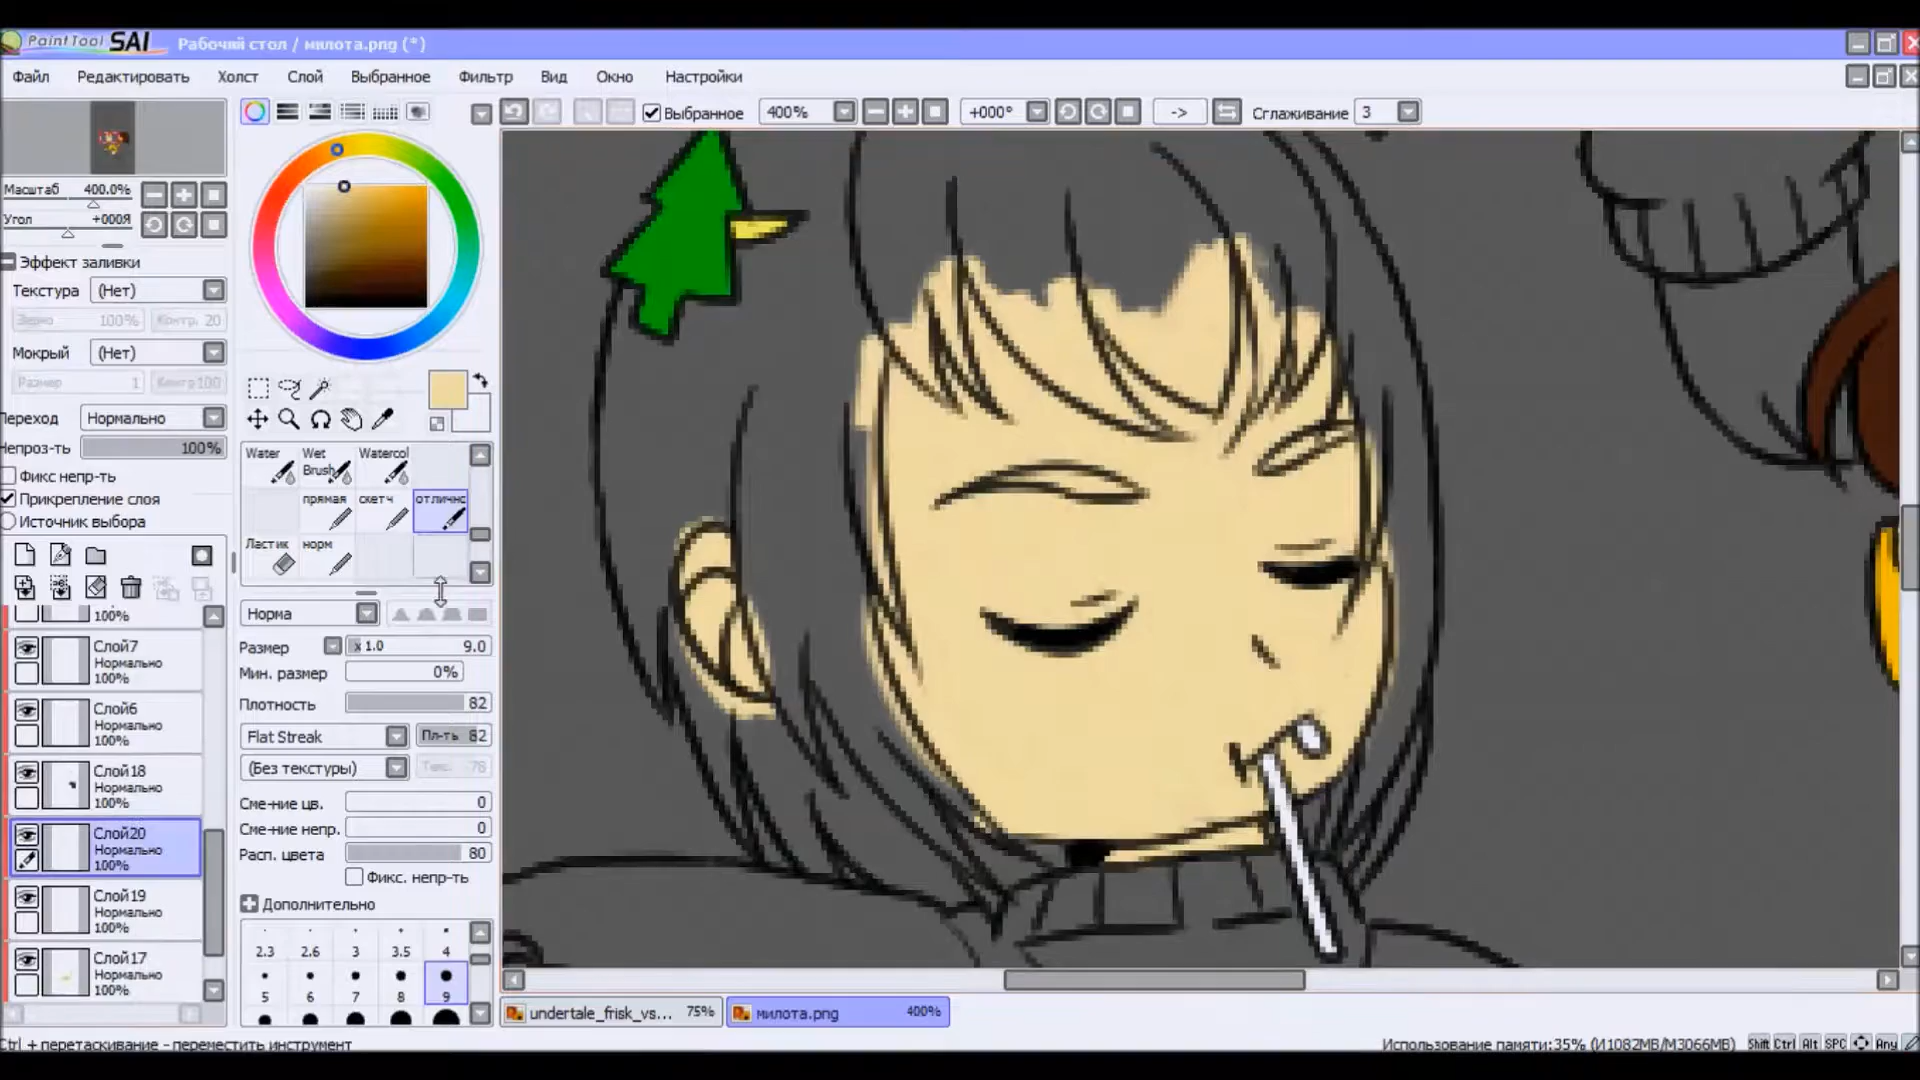 PaintTool SAI Рабочий стол / милота.png (*)
Файл Редактировать Холст Слой Выбранное Фильтр Вид Окно Настройки
Выбранное 400% +000° -> Сглаживание 3
Масштаб 400.0%
Угол +000Я
Эффект заливки
Текстура (Нет)
Зерно 100% Контр. 20
Мокрый (Нет)
Размер 1 Контр 100
Переход Нормально
Непроз-ть 100%
Фикс непр-ть
Прикрепление слоя
Источник выбора
100%
Слой7
Нормально
100%
Слой6
Нормально
100%
Слой18
Нормально
100%
Слой20
Нормально
100%
Слой19
Нормально
100%
Слой17
Нормально
100%
Water Wet Brush Watercol
прямая скетч отличнс
Ластик норм
Норма
Размер x 1.0 9.0
Мин. размер 0%
Плотность 82
Flat Streak Пл-ть 82
(Без текстуры) Текс. 78
Сме-ние цв. 0
Сме-ние непр. 0
Расп. цвета 80
Фикс. непр-ть
Дополнительно
2.3 2.6 3 3.5 4
5 6 7 8 9
undertale_frisk_vs... 75% милота.png 400%
Ctrl + перетаскивание - переместить инструмент
Использование памяти:35% (И1082MB/М3066MB) Shift Ctrl Alt SPC Any